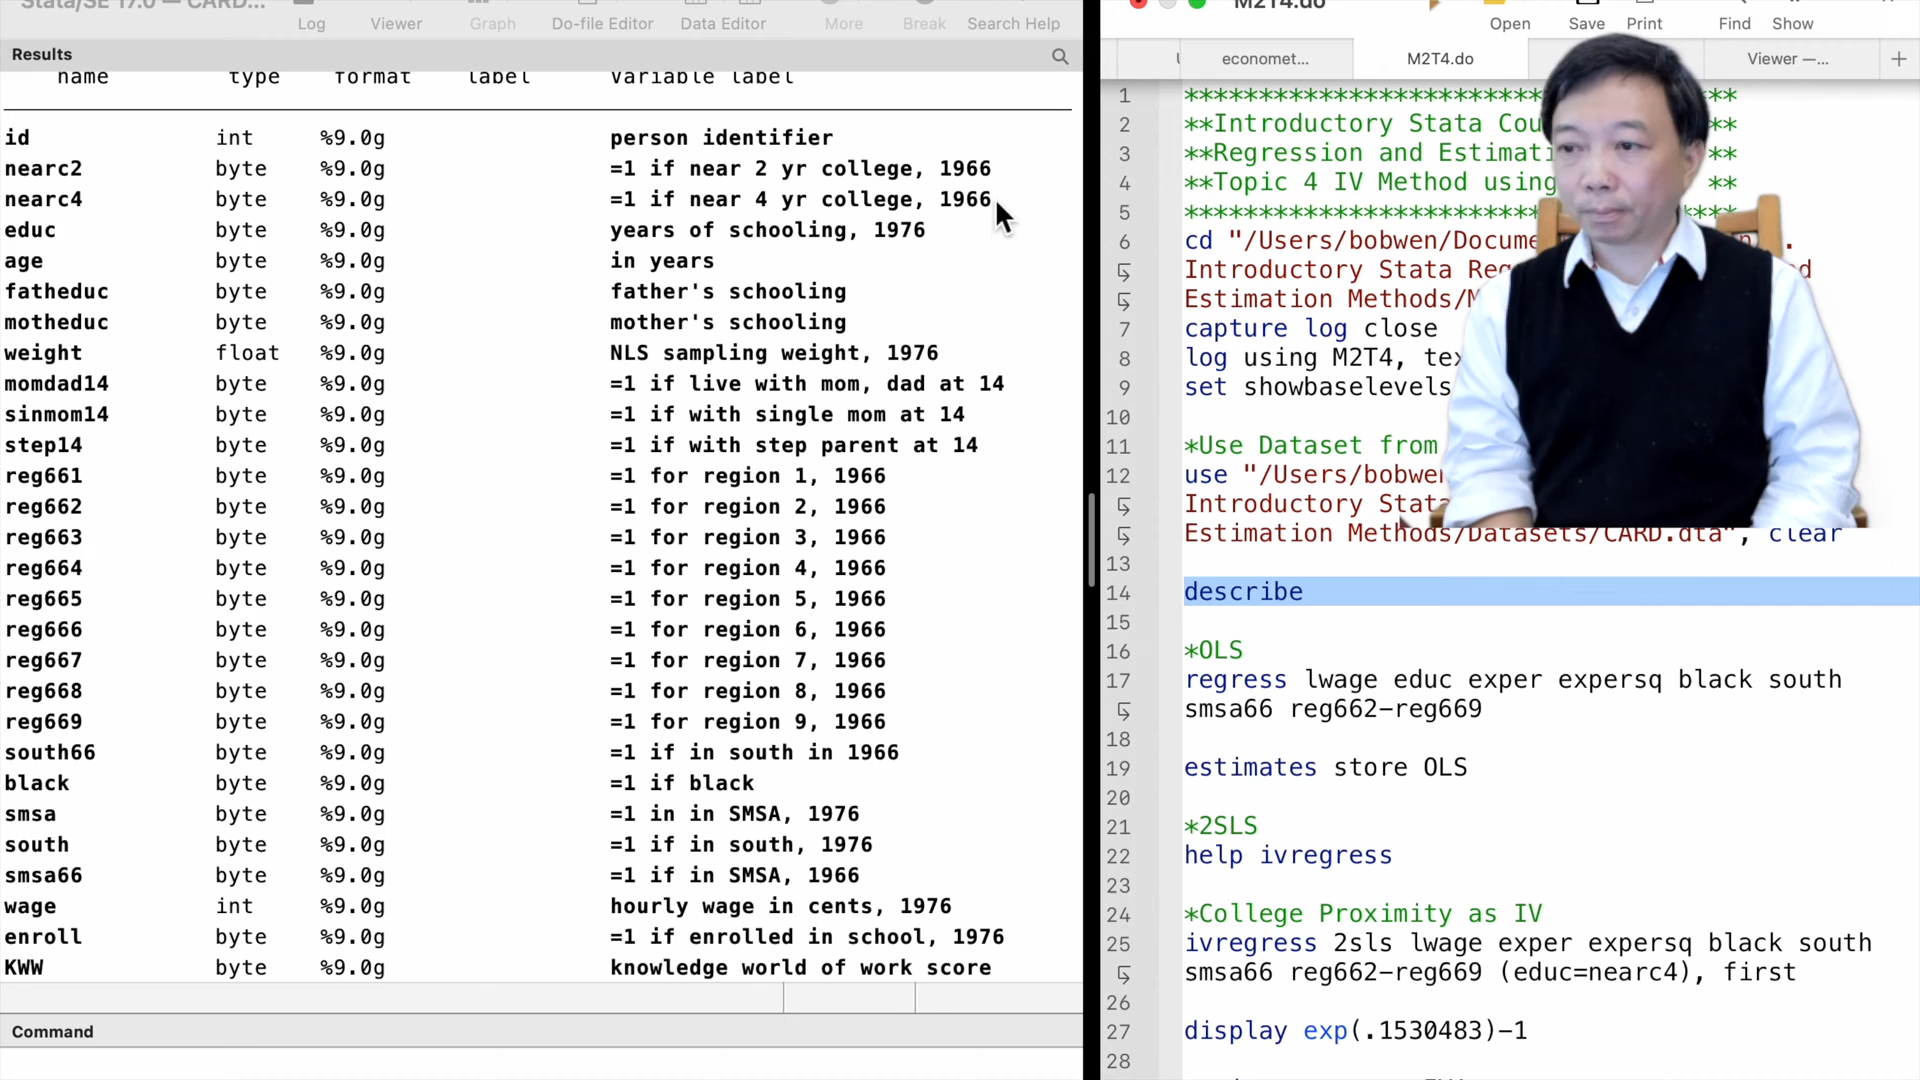 Stata/SE 17.0 — CARD...
Log Viewer Graph Do-file Editor Data Editor More Break Search Help
Results
name type format label Variable label
id int %9.0g person identifier
nearc2 byte %9.0g =1 if near 2 yr college, 1966
nearc4 byte %9.0g =1 if near 4 yr college, 1966
educ byte %9.0g years of schooling, 1976
age byte %9.0g in years
fatheduc byte %9.0g father's schooling
motheduc byte %9.0g mother's schooling
weight float %9.0g NLS sampling weight, 1976
momdad14 byte %9.0g =1 if live with mom, dad at 14
sinmom14 byte %9.0g =1 if with single mom at 14
step14 byte %9.0g =1 if with step parent at 14
reg661 byte %9.0g =1 for region 1, 1966
reg662 byte %9.0g =1 for region 2, 1966
reg663 byte %9.0g =1 for region 3, 1966
reg664 byte %9.0g =1 for region 4, 1966
reg665 byte %9.0g =1 for region 5, 1966
reg666 byte %9.0g =1 for region 6, 1966
reg667 byte %9.0g =1 for region 7, 1966
reg668 byte %9.0g =1 for region 8, 1966
reg669 byte %9.0g =1 for region 9, 1966
south66 byte %9.0g =1 if in south in 1966
black byte %9.0g =1 if black
smsa byte %9.0g =1 in in SMSA, 1976
south byte %9.0g =1 if in south, 1976
smsa66 byte %9.0g =1 if in SMSA, 1966
wage int %9.0g hourly wage in cents, 1976
enroll byte %9.0g =1 if enrolled in school, 1976
KWW byte %9.0g knowledge world of work score
Command
M2T4.do
Open Save Print Find Show
economet... M2T4.do Viewer —...
1 ************************ ****
2 **Introductory Stata Cou **
3 **Regression and Estimati **
4 **Topic 4 IV Method using **
5 ************************ ****
6 cd "/Users/bobwen/Docume
Introductory Stata Reg
Estimation Methods/M
7 capture log close
8 log using M2T4, tex
9 set showbaselevels
10
11 *Use Dataset from
12 use "/Users/bobwen
Introductory Stata
Estimation Methods/Datasets/CARD.dta", clear
13
14 describe
15
16 *OLS
17 regress lwage educ exper expersq black south
smsa66 reg662-reg669
18
19 estimates store OLS
20
21 *2SLS
22 help ivregress
23
24 *College Proximity as IV
25 ivregress 2sls lwage exper expersq black south
smsa66 reg662-reg669 (educ=nearc4), first
26
27 display exp(.1530483)-1
28